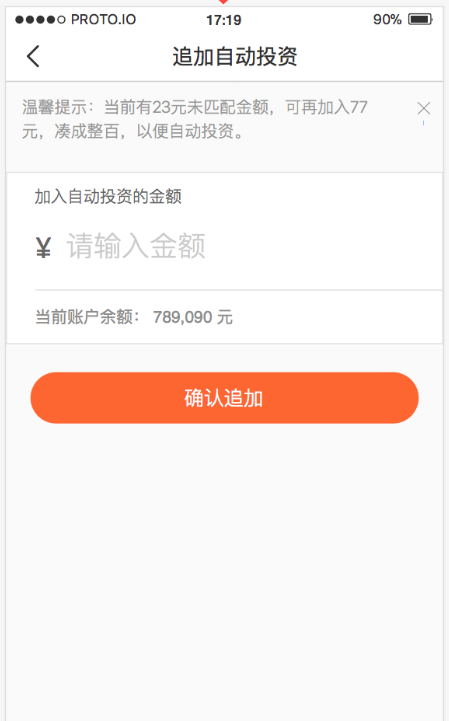 PROTO.IO 17:19 90%
追加自动投资
温馨提示：当前有23元未匹配金额，可再加入77
元，凑成整百，以便自动投资。
加入自动投资的金额
¥ 请输入金额
当前账户余额： 789,090 元
确认追加